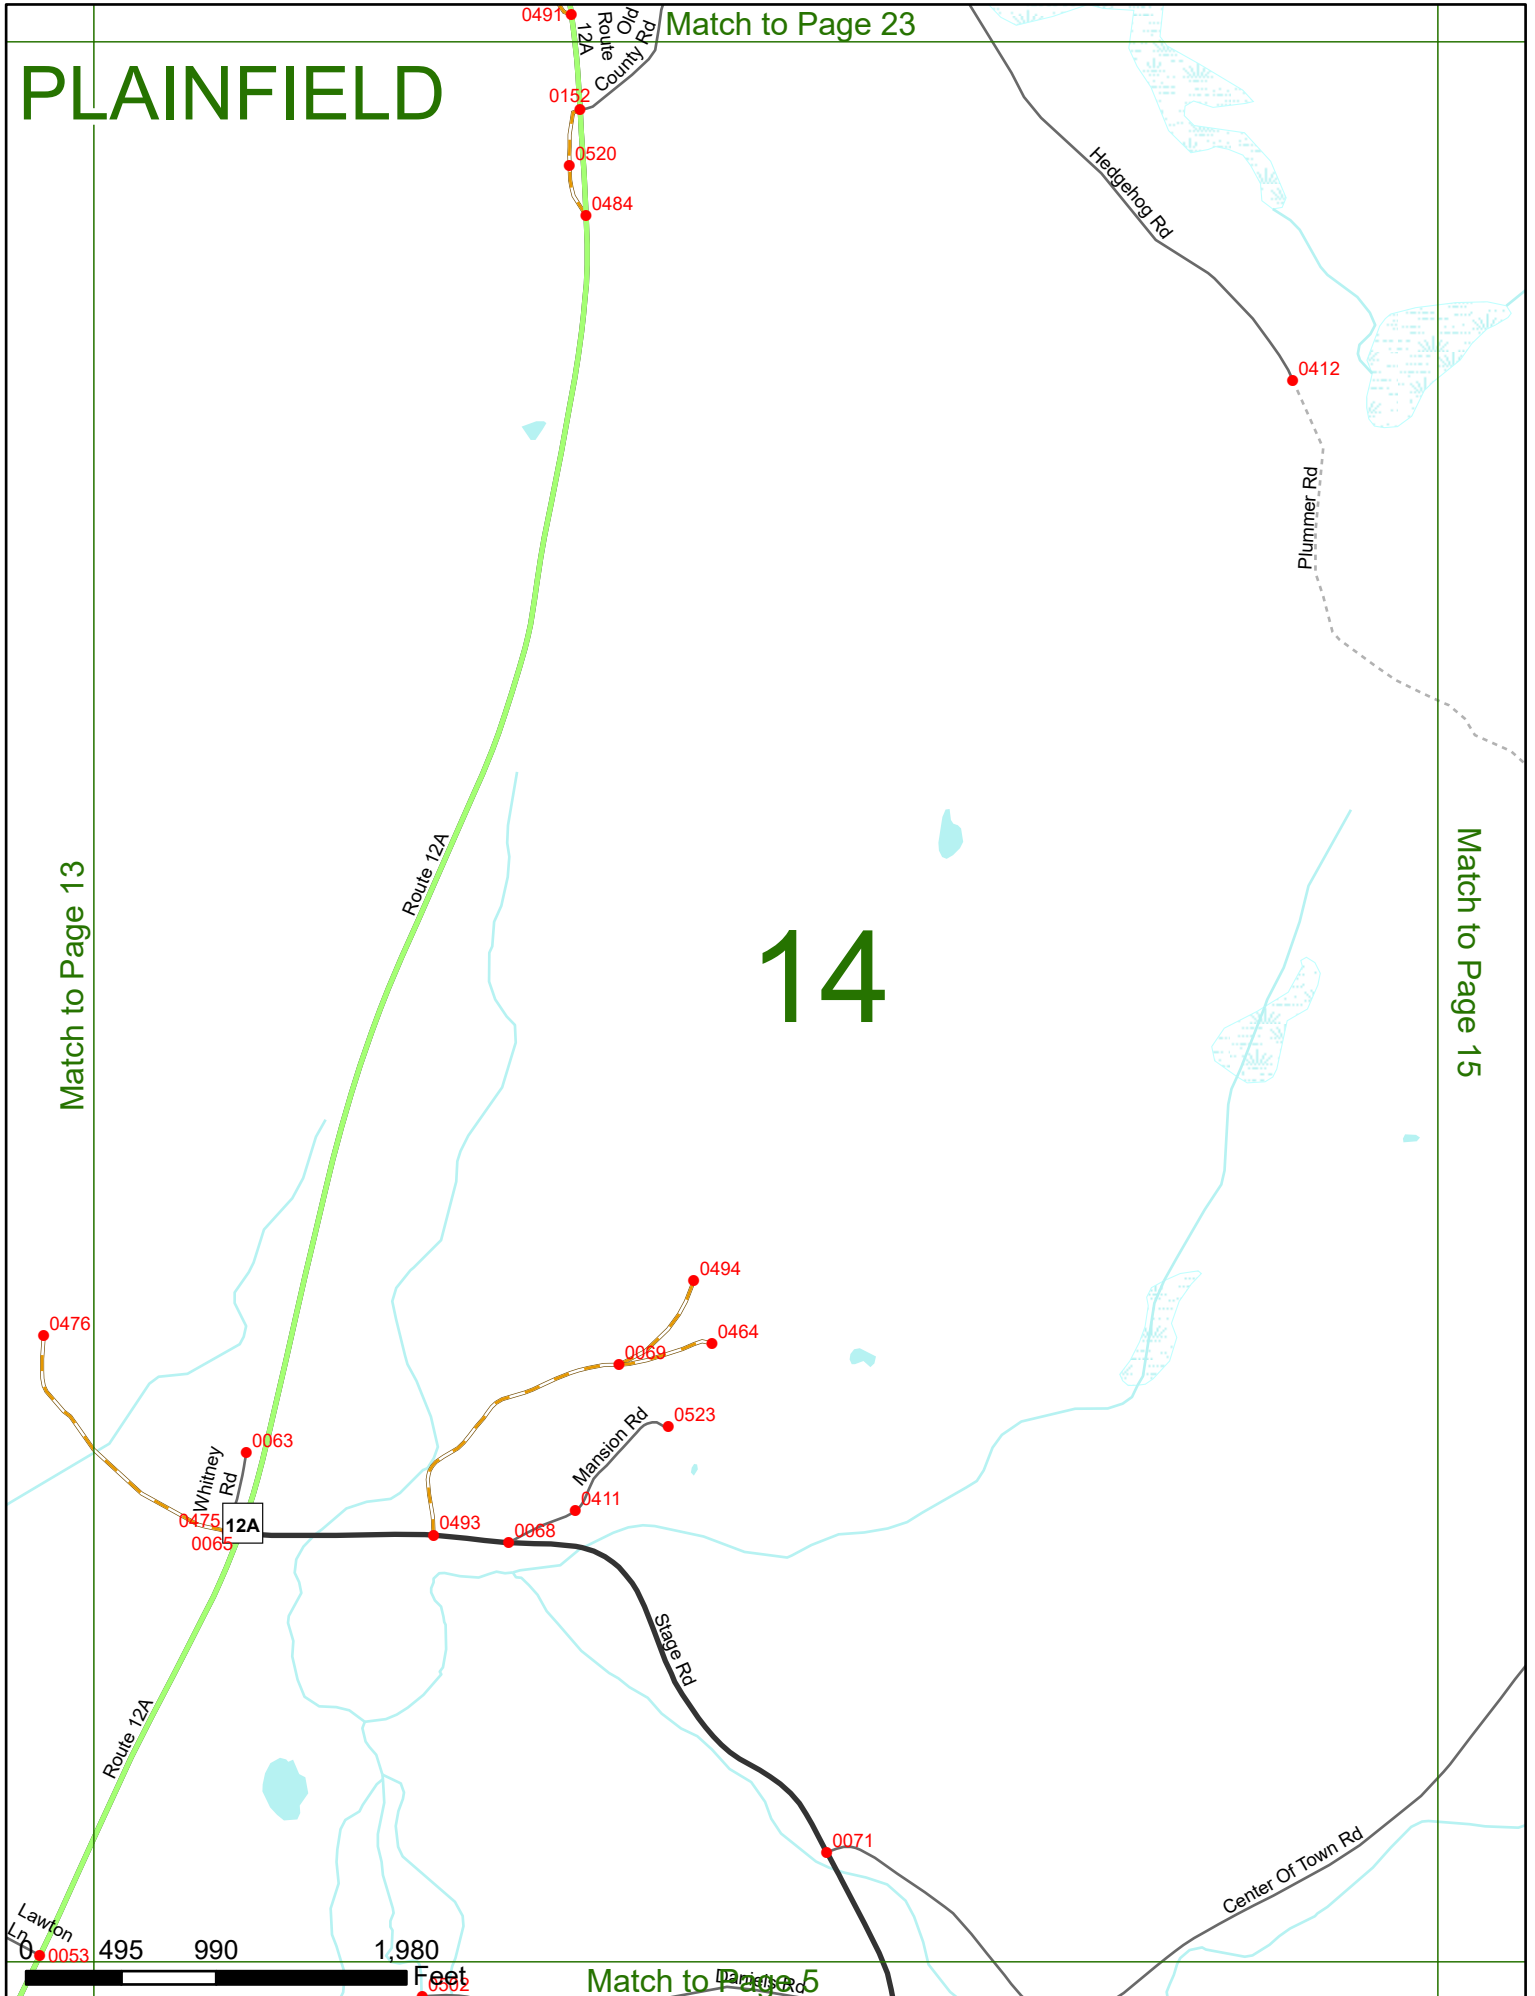 0491
Old
Route
12A
Match to Page 23
County Rd
PLAINFIELD
0152
0520
0484
Hedgehog Rd
0412
Plummer Rd
Route 12A
Match to Page 13
14
Match to Page 15
0494
0476
0464
0069
0523
Mansion Rd
0063
Whitney
Rd
0411
0475
12A
0493
0068
0065
Stage Rd
Route 12A
0071
Center Of Town Rd
Lawton
Ln
0053
0 495 990 1,980
Feet
0502
Match to Page 5
Daniels Rd